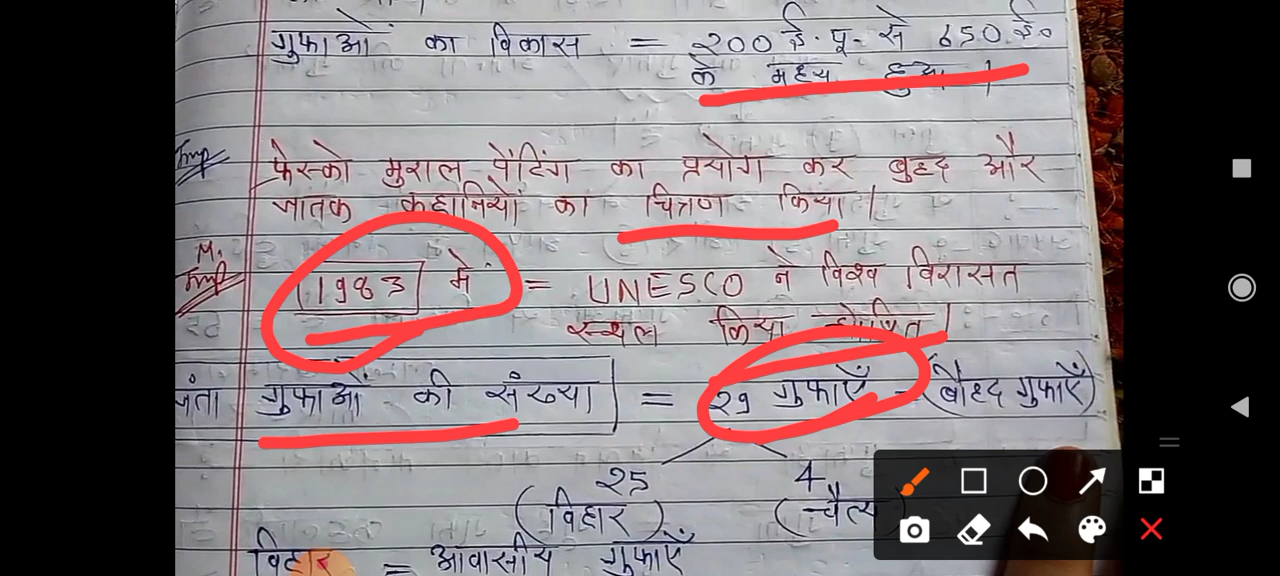 गुफाओं का विकास = 200 ई. पू. से 650 ई०
के मध्य हुआ |
Imp
फ्रेस्को मुराल पेंटिंग का प्रयोग कर बुद्ध और
जातक कहानियों का चित्रण किया |
M.
Imp
1983 में = UNESCO ने विश्व विरासत
स्थल किया घोषित |
जंता गुफाओं की संख्या = 29 गुफाएँ - (बौद्ध गुफाएँ)
25 4
(विहार) (चैत्य)
विहार = आवासीय गुफाएँ